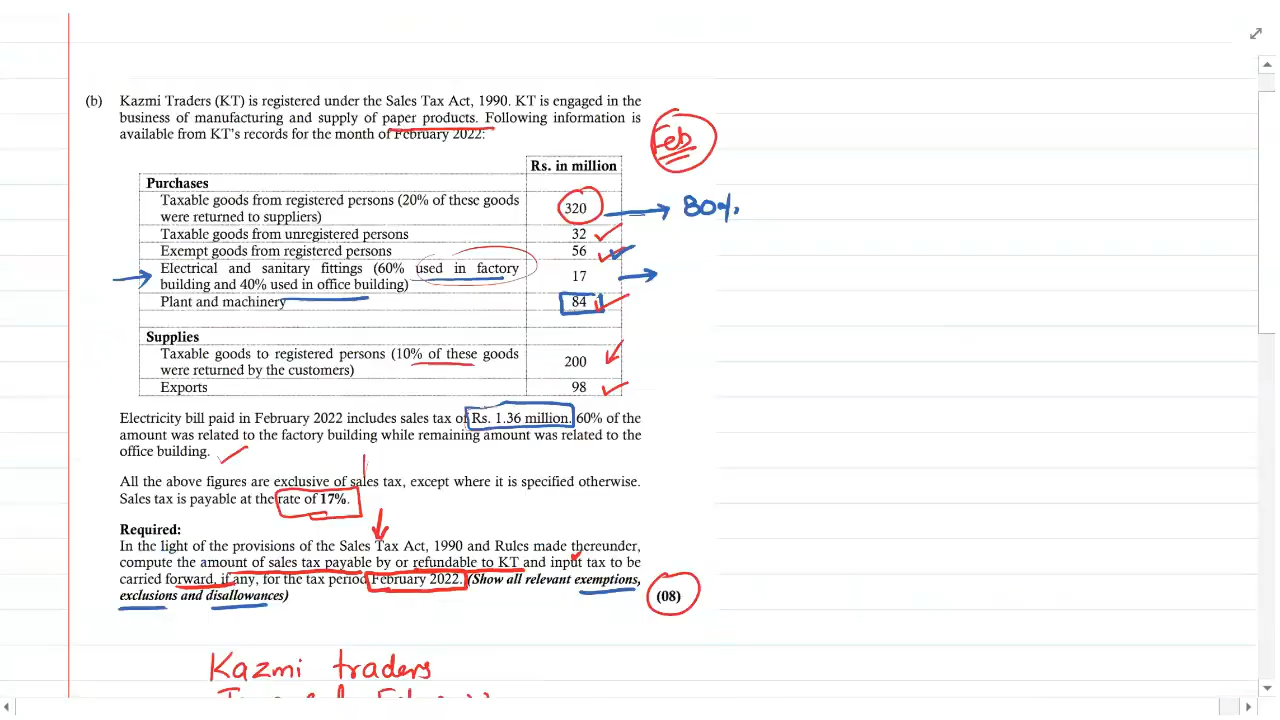 (b) Kazmi Traders (KT) is registered under the Sales Tax Act, 1990. KT is engaged in the
business of manufacturing and supply of paper products. Following information is
available from KT's records for the month of February 2022:
Feb
Rs. in million
Purchases
Taxable goods from registered persons (20% of these goods
were returned to suppliers) 320
80%
Taxable goods from unregistered persons 32
Exempt goods from registered persons 56
Electrical and sanitary fittings (60% used in factory
building and 40% used in office building) 17
Plant and machinery 84
Supplies
Taxable goods to registered persons (10% of these goods
were returned by the customers) 200
Exports 98
Electricity bill paid in February 2022 includes sales tax of Rs. 1.36 million. 60% of the
amount was related to the factory building while remaining amount was related to the
office building.
All the above figures are exclusive of sales tax, except where it is specified otherwise.
Sales tax is payable at the rate of 17%.
Required:
In the light of the provisions of the Sales Tax Act, 1990 and Rules made thereunder,
compute the amount of sales tax payable by or refundable to KT and input tax to be
carried forward, if any, for the tax period February 2022. (Show all relevant exemptions,
exclusions and disallowances) (08)
Kazmi traders